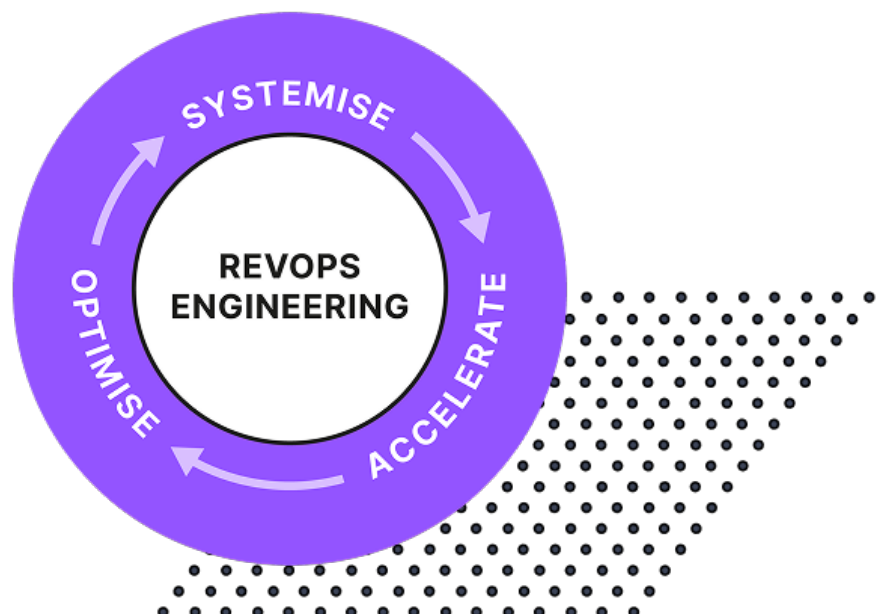 SYSTEMISE
REVOPS
ENGINEERING
ACCELERATE
OPTIMISE